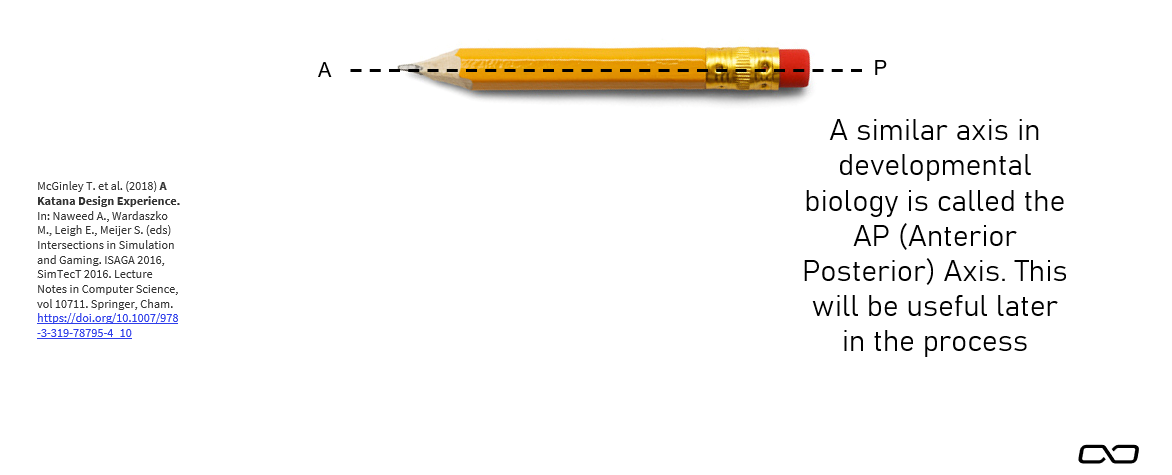 A
P
A similar axis in
developmental
biology is called the
AP (Anterior
Posterior) Axis. This
will be useful later
in the process
McGinley T. et al. (2018) A
Katana Design Experience.
In: Naweed A., Wardaszko
M., Leigh E., Meijer S. (eds)
Intersections in Simulation
and Gaming. ISAGA 2016,
SimTecT 2016. Lecture
Notes in Computer Science,
vol 10711. Springer, Cham.
https://doi.org/10.1007/978
-3-319-78795-4_10